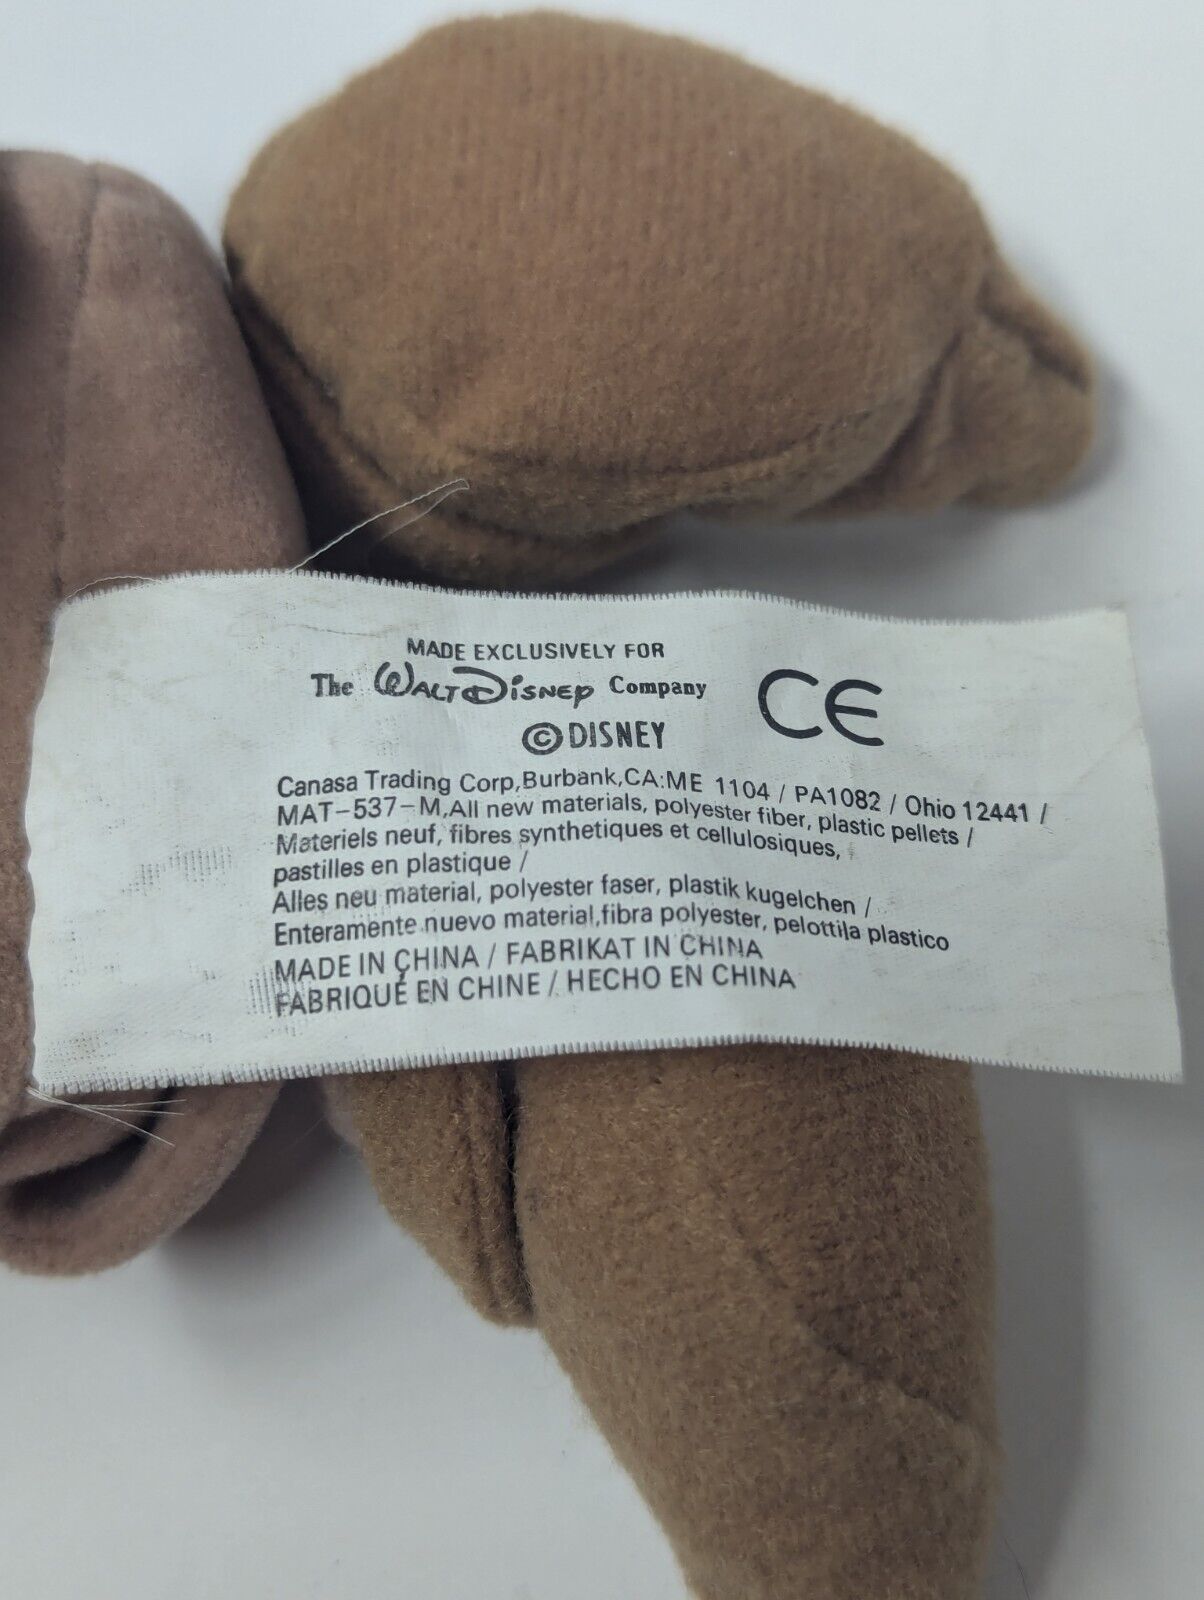 MADE EXCLUSIVELY FOR
The WALT DISNEY Company
CE
© DISNEY
Canasa Trading Corp,Burbank,CA:ME 1104 / PA1082 / Ohio 12441 /
MAT-537-M,All new materials, polyester fiber, plastic pellets /
Materiels neuf, fibres synthetiques et cellulosiques,
pastilles en plastique /
Alles neu material, polyester faser, plastik kugelchen /
Enteramente nuevo material,fibra polyester, pelottila plastico
MADE IN CHINA / FABRIKAT IN CHINA
FABRIQUÉ EN CHINE / HECHO EN CHINA